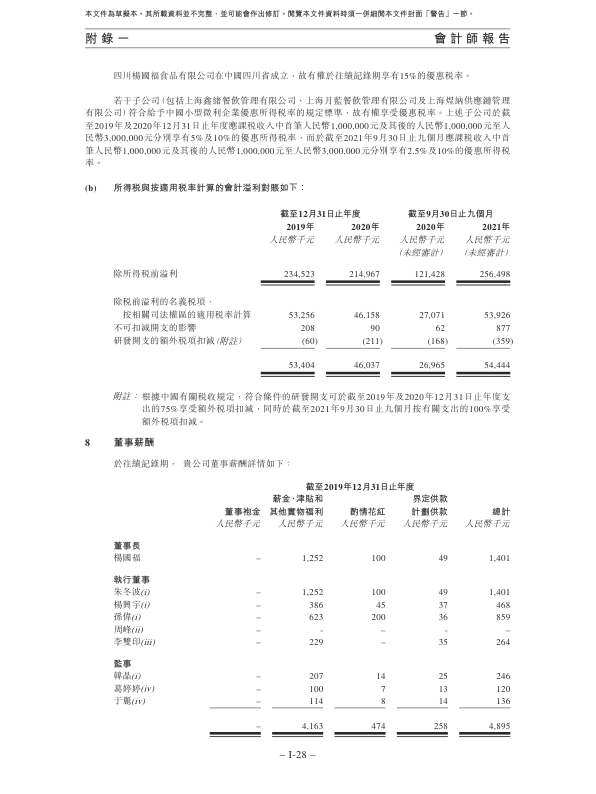 本文件為草擬本。其所載資料並不完整，並可能會作出修訂。閱覽本文件資料時須一併細閱本文件封面「警告」一節。
附錄一 會計師報告
四川楊國福食品有限公司在中國四川省成立，故有權於往績記錄期享有15%的優惠税率。
若干子公司（包括上海鑫鍺餐飲管理有限公司、上海月藍餐飲管理有限公司及上海煜納供應鏈管理
有限公司）符合給予中國小型微利企業優惠所得税率的規定標準，故有權享受優惠税率。上述子公司於截
至2019年及2020年12月31日止年度應課税收入中首筆人民幣1,000,000元及其後的人民幣1,000,000元至人
民幣3,000,000元分別享有5%及10%的優惠所得税率，而於截至2021年9月30日止九個月應課税收入中首
筆人民幣1,000,000元及其後的人民幣1,000,000元至人民幣3,000,000元分別享有2.5%及10%的優惠所得税
率。
(b) 所得税與按適用税率計算的會計溢利對賬如下：
截至12月31日止年度 截至9月30日止九個月
2019年 2020年 2020年 2021年
人民幣千元 人民幣千元 人民幣千元 人民幣千元
（未經審計） （未經審計）
除所得税前溢利 234,523 214,967 121,428 256,498
除税前溢利的名義税項，
按相關司法權區的適用税率計算 53,256 46,158 27,071 53,926
不可扣減開支的影響 208 90 62 877
研發開支的額外税項扣減（附註） (60) (211) (168) (359)
53,404 46,037 26,965 54,444
附註： 根據中國有關税收規定，符合條件的研發開支可於截至2019年及2020年12月31日止年度支
出的75%享受額外税項扣減，同時於截至2021年9月30日止九個月按有關支出的100%享受
額外税項扣減。
8 董事薪酬
於往績記錄期， 貴公司董事薪酬詳情如下：
截至2019年12月31日止年度
薪金、津貼和 界定供款
董事袍金 其他實物福利 酌情花紅 計劃供款 總計
人民幣千元 人民幣千元 人民幣千元 人民幣千元 人民幣千元
董事長
楊國福 – 1,252 100 49 1,401
執行董事
朱冬波(i) – 1,252 100 49 1,401
楊興宇(i) – 386 45 37 468
孫偉(i) – 623 200 36 859
周峰(ii) – - – - –
李雙印(iii) – 229 – 35 264
監事
韓晶(i) – 207 14 25 246
葛婷婷(iv) – 100 7 13 120
于麗(iv) – 114 8 14 136
– 4,163 474 258 4,895
– I-28 –